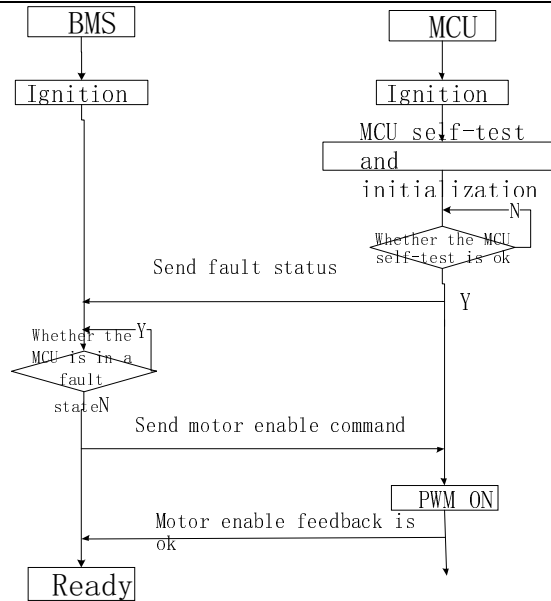 BMS
MCU
Ignition
Ignition
MCU self-test
and
initialization
N
Whether the MCU
self-test is ok
Send fault status
Y
Y
Whether the
MCU is in a
fault
state
N
Send motor enable command
PWM ON
Motor enable feedback is
ok
Ready